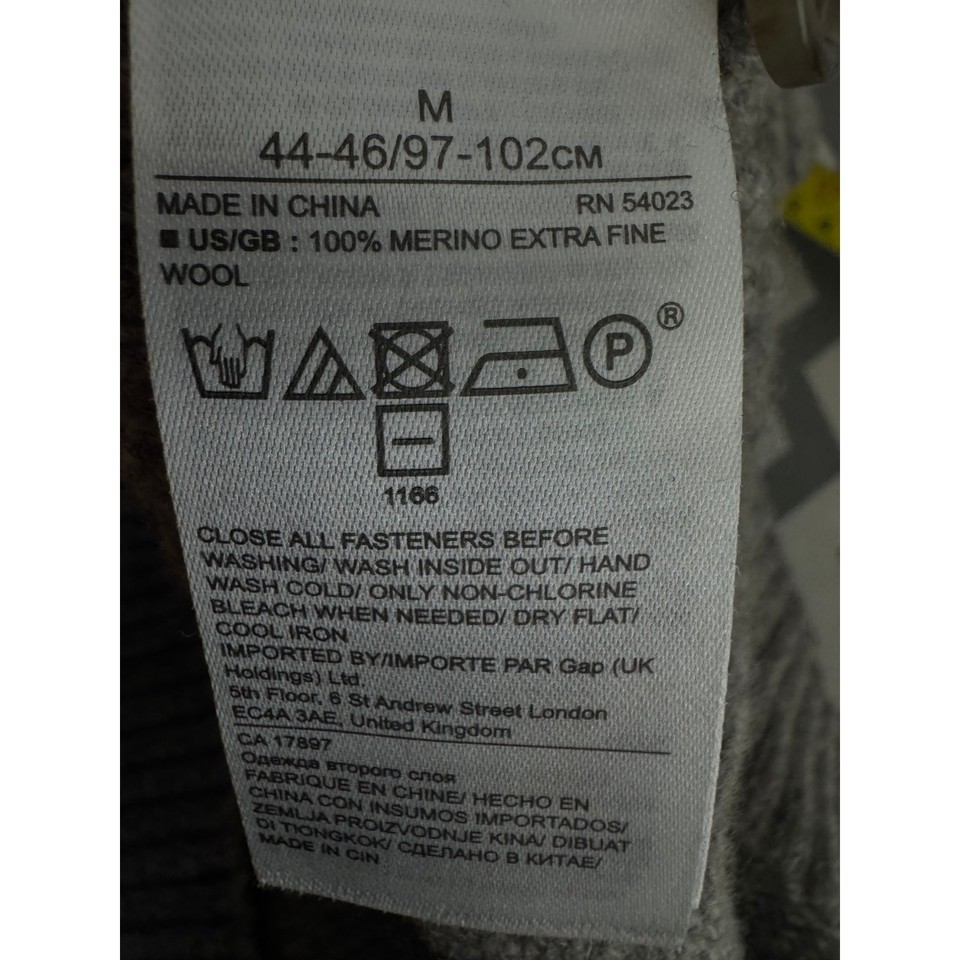 M
44-46/97-102CM
MADE IN CHINA RN 54023
■ US/GB : 100% MERINO EXTRA FINE
WOOL
P ®
1166
CLOSE ALL FASTENERS BEFORE
WASHING/ WASH INSIDE OUT/ HAND
WASH COLD/ ONLY NON-CHLORINE
BLEACH WHEN NEEDED/ DRY FLAT/
COOL IRON
IMPORTED BY/IMPORTE PAR Gap (UK
Holdings) Ltd.
5th Floor, 6 St Andrew Street London
EC4A 3AE, United Kingdom
CA 17897
Одежда второго слоя
FABRIQUE EN CHINE/ HECHO EN
CHINA CON INSUMOS IMPORTADOS/
ZEMLJA PROIZVODNJE KINA/ DIBUAT
DI TIONGKOK/ СДЕЛАНО В КИТАЕ/
MADE IN CIN